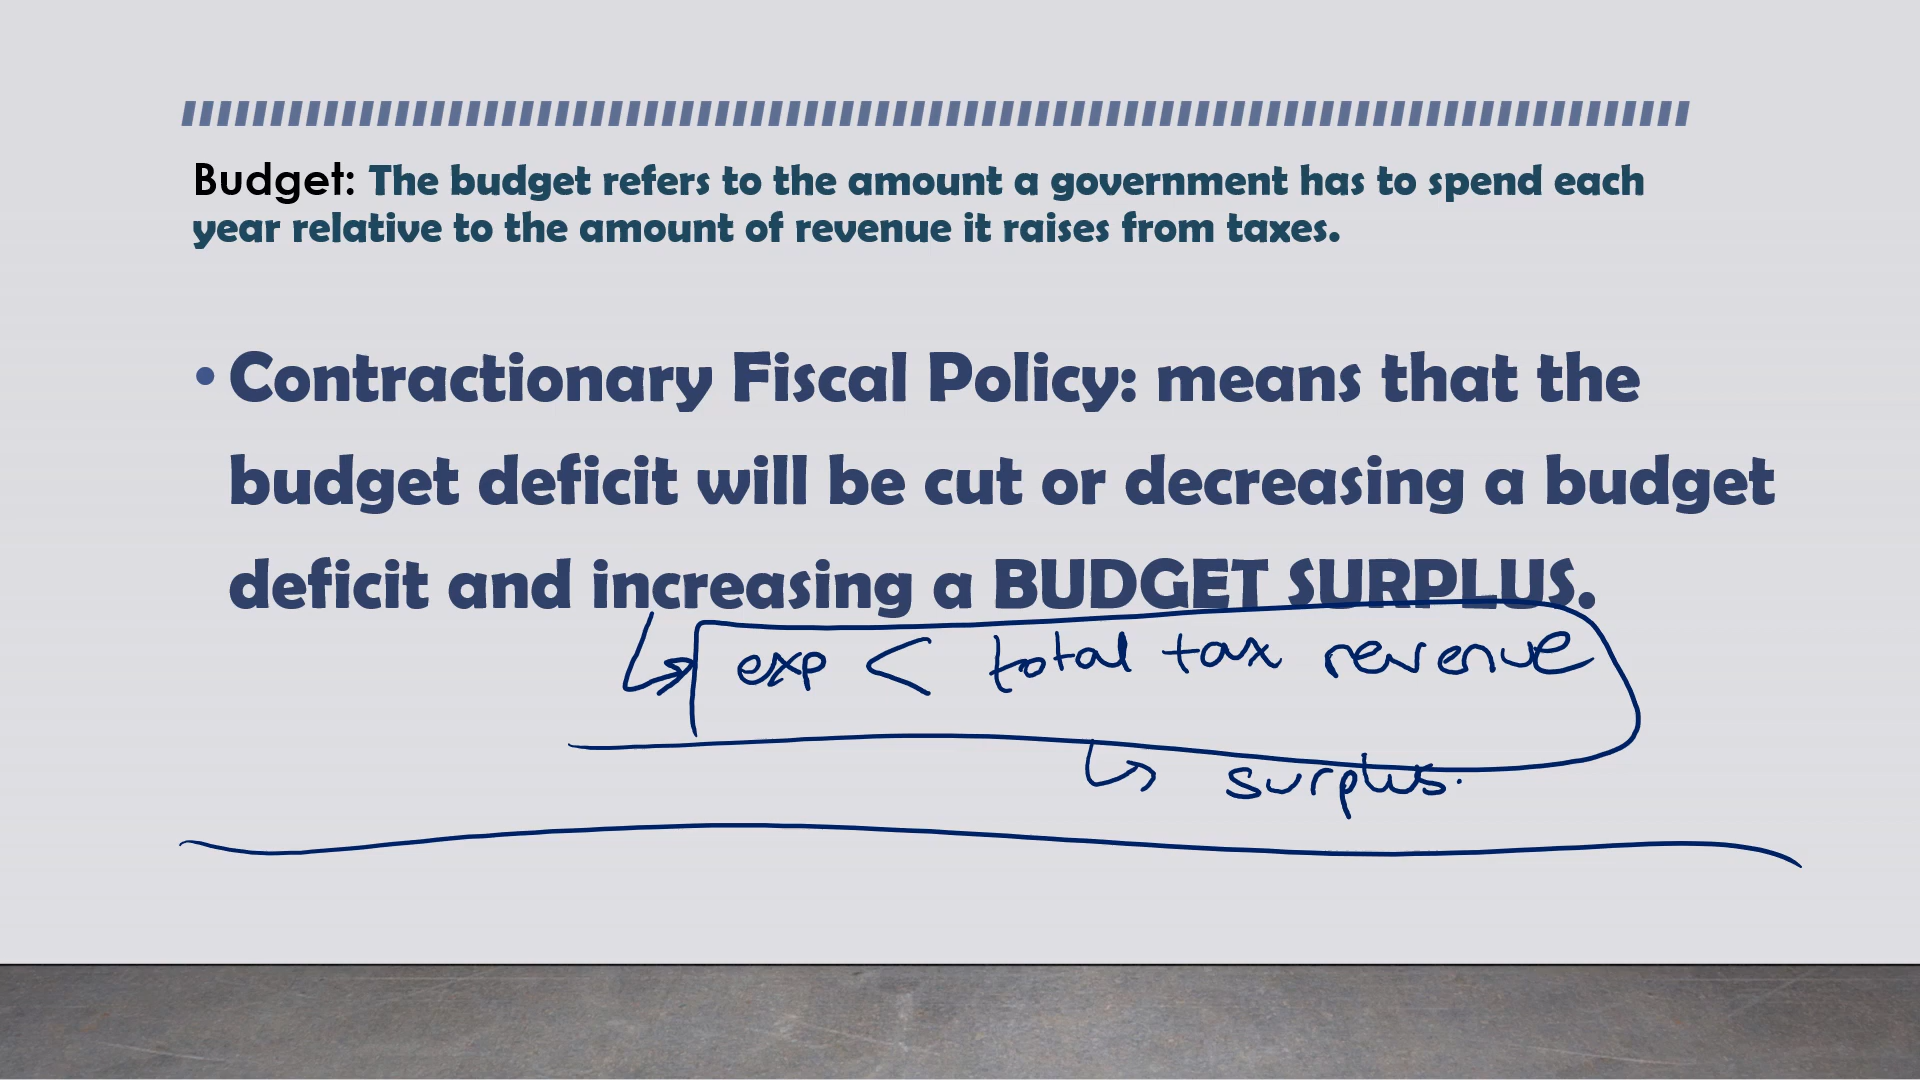 Budget: The budget refers to the amount a government has to spend each
year relative to the amount of revenue it raises from taxes.
• Contractionary Fiscal Policy: means that the
budget deficit will be cut or decreasing a budget
deficit and increasing a BUDGET SURPLUS.
exp < total tax revenue
surplus.